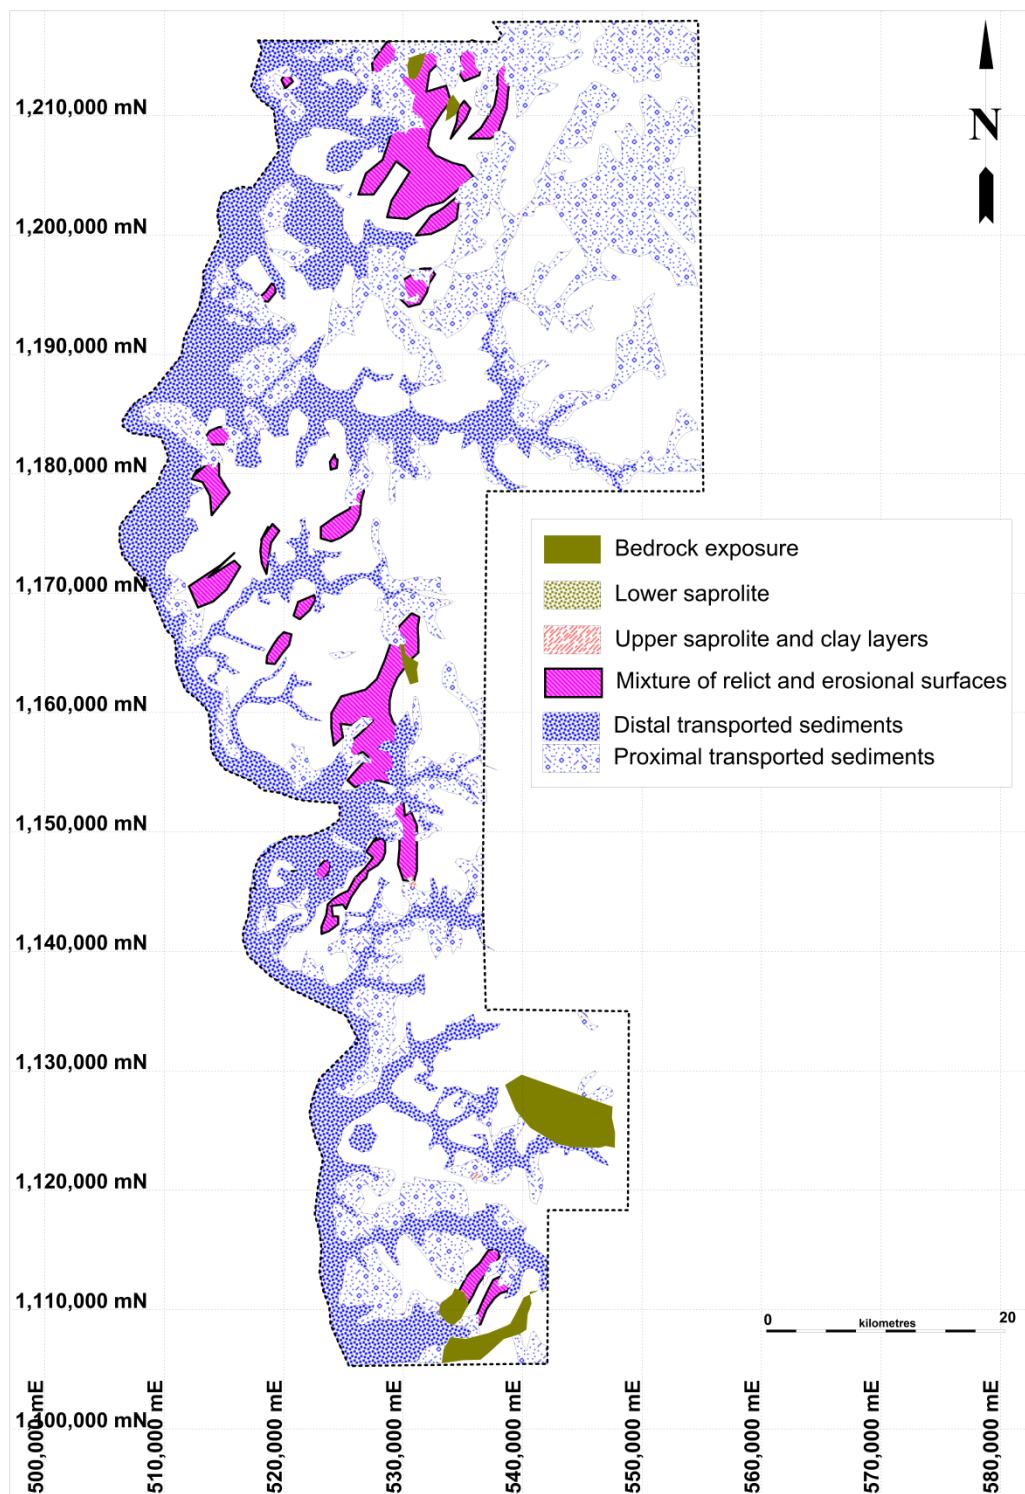 1,210,000 mN
N
1,200,000 mN
1,190,000 mN
1,180,000 mN
Bedrock exposure
1,170,000 mN
Lower saprolite
Upper saprolite and clay layers
Mixture of relict and erosional surfaces
1,160,000 mN
Distal transported sediments
Proximal transported sediments
1,150,000 mN
1,140,000 mN
1,130,000 mN
1,120,000 mN
1,110,000 mN
0 kilometres 20
1,100,000 mN
500,000 mE
510,000 mE
520,000 mE
530,000 mE
540,000 mE
550,000 mE
560,000 mE
570,000 mE
580,000 mE